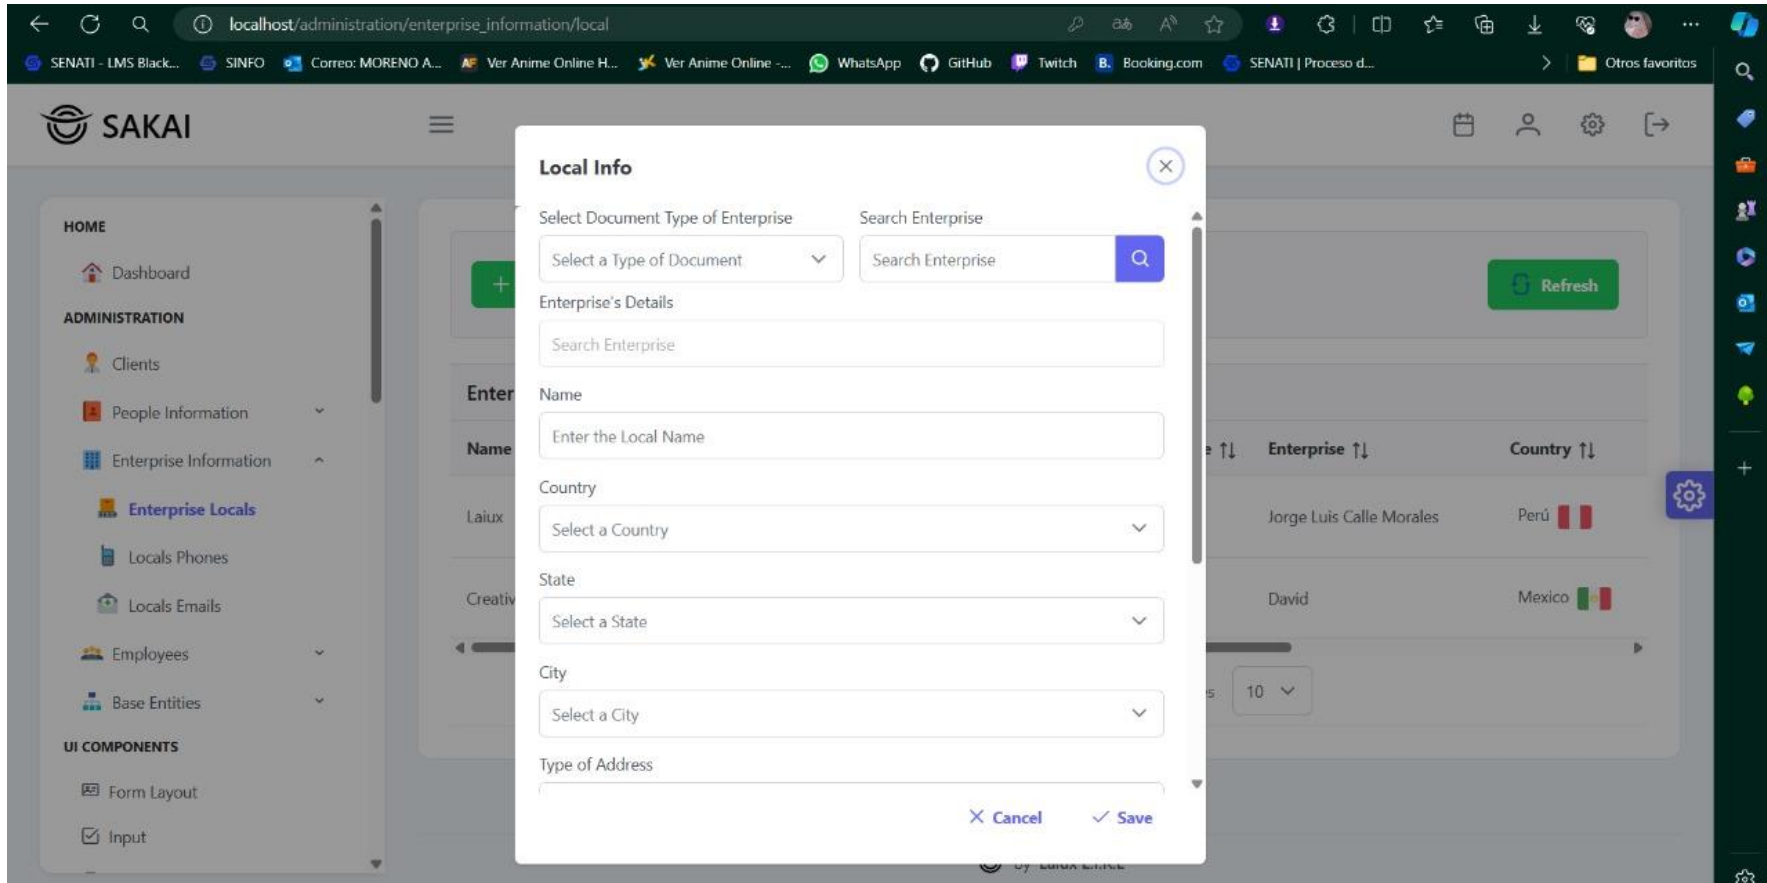 localhost/administration/enterprise_information/local
SENATI - LMS Black... SINFO Correo: MORENO A... Ver Anime Online H... Ver Anime Online -... WhatsApp GitHub Twitch B. Booking.com SENATI | Proceso d... Otros favoritos
SAKAI
HOME
Dashboard
ADMINISTRATION
Clients
People Information
Enterprise Information
Enterprise Locals
Locals Phones
Locals Emails
Employees
Base Entities
UI COMPONENTS
Form Layout
Input
Local Info
Select Document Type of Enterprise Search Enterprise
Select a Type of Document Search Enterprise
Enterprise's Details
Search Enterprise
Name
Enter the Local Name
Country
Select a Country
State
Select a State
City
Select a City
Type of Address
Cancel Save
+ Refresh
Enter
Name Enterprise Country
Laiux Jorge Luis Calle Morales Perú
Creativ David Mexico
10